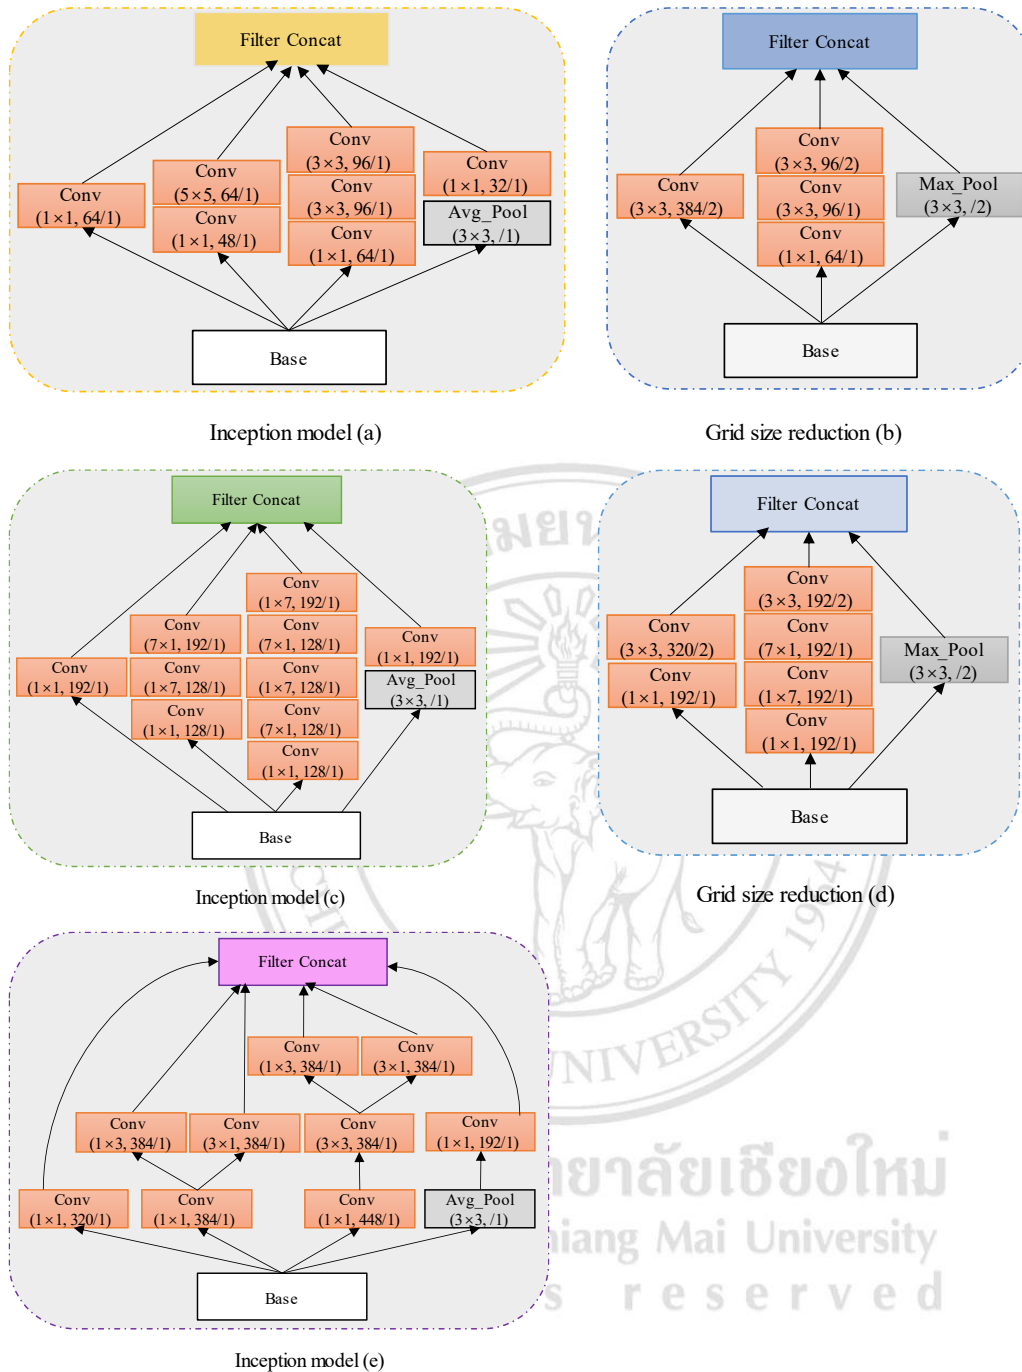 Filter Concat
Conv
(3×3, 96/1)
Conv
(5×5, 64/1)
Conv
(1×1, 32/1)
Conv
(1×1, 64/1)
Conv
(3×3, 96/1)
Conv
(1×1, 48/1)
Avg_Pool
(3×3, /1)
Conv
(1×1, 64/1)
Base
Inception model (a)
Filter Concat
Conv
(3×3, 96/2)
Conv
(3×3, 384/2)
Conv
(3×3, 96/1)
Max_Pool
(3×3, /2)
Conv
(1×1, 64/1)
Base
Grid size reduction (b)
Filter Concat
Conv
(1×7, 192/1)
Conv
(7×1, 192/1)
Conv
(7×1, 128/1)
Conv
(1×1, 192/1)
Conv
(1×1, 192/1)
Conv
(1×7, 128/1)
Conv
(1×7, 128/1)
Avg_Pool
(3×3, /1)
Conv
(1×1, 128/1)
Conv
(7×1, 128/1)
Conv
(1×1, 128/1)
Base
Inception model (c)
Filter Concat
Conv
(3×3, 192/2)
Conv
(3×3, 320/2)
Conv
(7×1, 192/1)
Max_Pool
(3×3, /2)
Conv
(1×1, 192/1)
Conv
(1×7, 192/1)
Conv
(1×1, 192/1)
Base
Grid size reduction (d)
Filter Concat
Conv
(1×3, 384/1)
Conv
(3×1, 384/1)
Conv
(1×3, 384/1)
Conv
(3×1, 384/1)
Conv
(3×3, 384/1)
Conv
(1×1, 192/1)
Conv
(1×1, 320/1)
Conv
(1×1, 384/1)
Conv
(1×1, 448/1)
Avg_Pool
(3×3, /1)
Base
Inception model (e)
UNIVERSITY 1964
ยาลัยเชียงใหม่
iang Mai University
s reserved